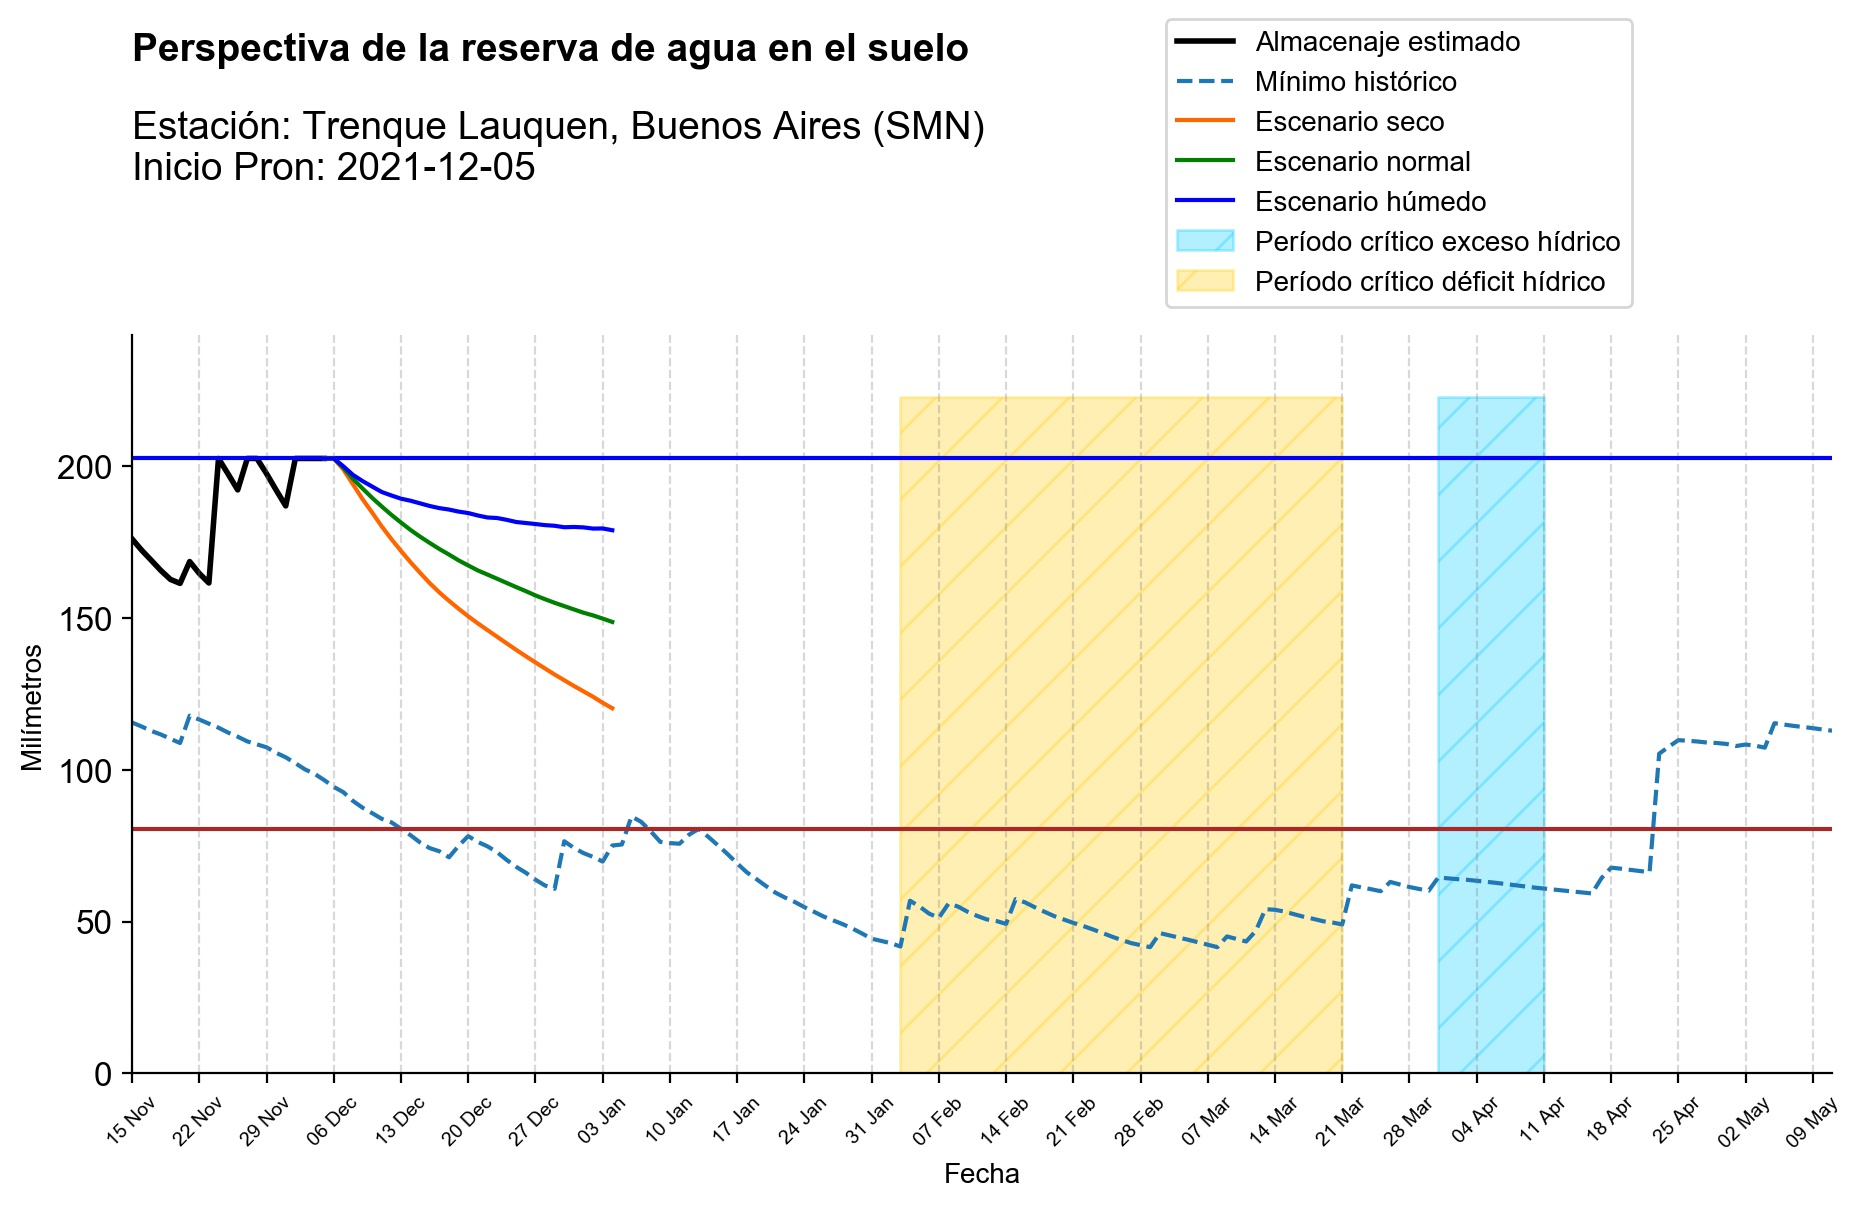 Perspectiva de la reserva de agua en el suelo
Estación: Trenque Lauquen, Buenos Aires (SMN)
Inicio Pron: 2021-12-05
Almacenaje estimado
Mínimo histórico
Escenario seco
Escenario normal
Escenario húmedo
Período crítico exceso hídrico
Período crítico déficit hídrico
Milímetros
200
150
100
50
0
15 Nov
22 Nov
29 Nov
06 Dec
13 Dec
20 Dec
27 Dec
03 Jan
10 Jan
17 Jan
24 Jan
31 Jan
07 Feb
14 Feb
21 Feb
28 Feb
07 Mar
14 Mar
21 Mar
28 Mar
04 Apr
11 Apr
18 Apr
25 Apr
02 May
09 May
Fecha